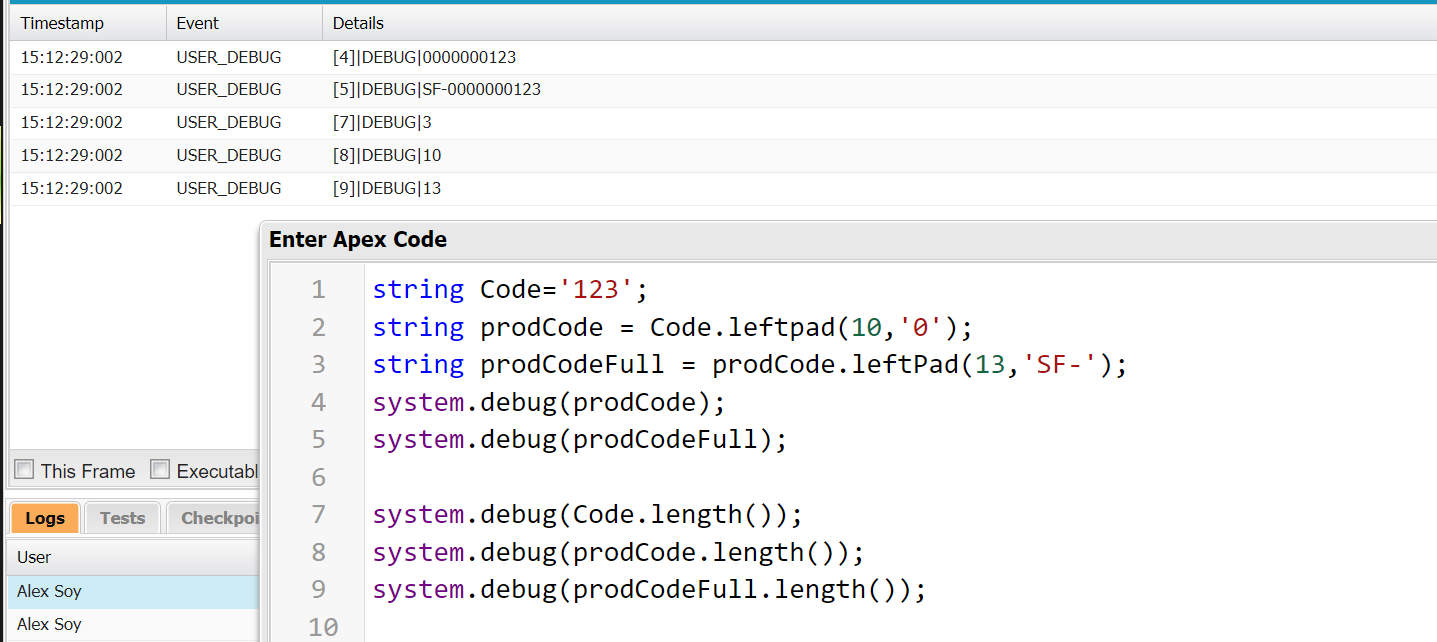 Timestamp Event Details
15:12:29:002 USER_DEBUG [4]|DEBUG|0000000123
15:12:29:002 USER_DEBUG [5]|DEBUG|SF-0000000123
15:12:29:002 USER_DEBUG [7]|DEBUG|3
15:12:29:002 USER_DEBUG [8]|DEBUG|10
15:12:29:002 USER_DEBUG [9]|DEBUG|13
Enter Apex Code
1 string Code='123';
2 string prodCode = Code.leftpad(10,'0');
3 string prodCodeFull = prodCode.leftPad(13,'SF-');
4 system.debug(prodCode);
5 system.debug(prodCodeFull);
6
7 system.debug(Code.length());
8 system.debug(prodCode.length());
9 system.debug(prodCodeFull.length());
10
This Frame Executabl
Logs Tests Checkpoi
User
Alex Soy
Alex Soy